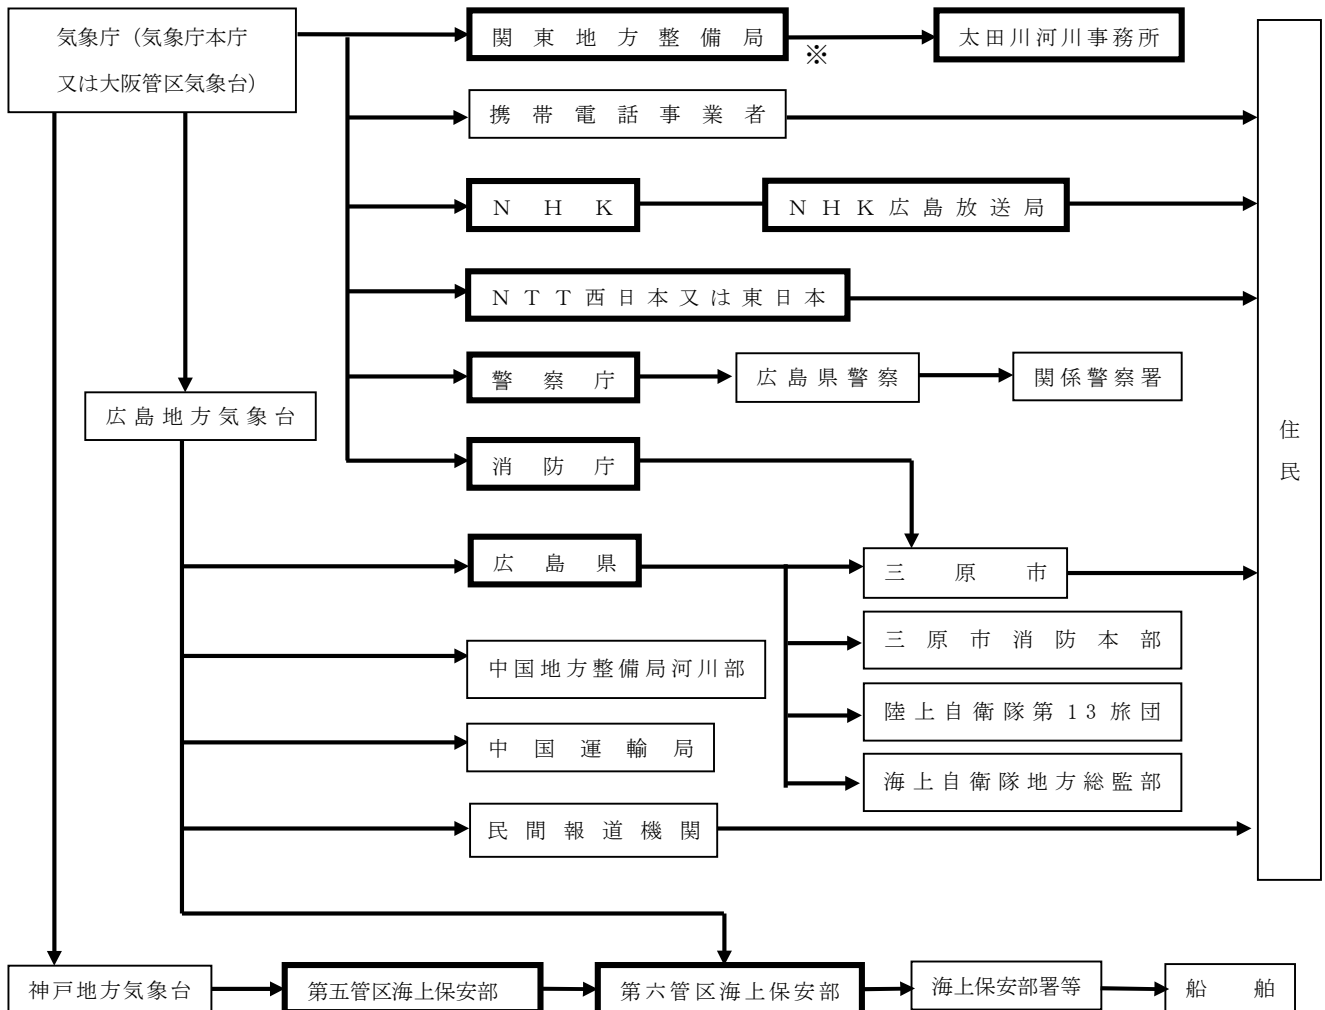 気象庁（気象庁本庁
又は大阪管区気象台）
関東地方整備局
※
太田川河川事務所
携帯電話事業者
ＮＨＫ
ＮＨＫ広島放送局
ＮＴＴ西日本又は東日本
警察庁
広島県警察
関係警察署
広島地方気象台
消防庁
住民
広島県
三原市
三原市消防本部
中国地方整備局河川部
陸上自衛隊第13旅団
中国運輸局
海上自衛隊地方総監部
民間報道機関
神戸地方気象台
第五管区海上保安部
第六管区海上保安部
海上保安部署等
船舶